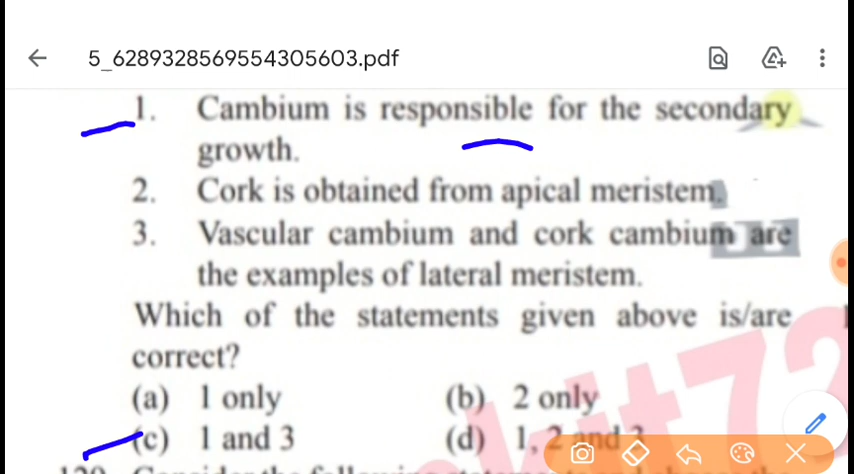 5_6289328569554305603.pdf
1. Cambium is responsible for the secondary
growth.
2. Cork is obtained from apical meristem.
3. Vascular cambium and cork cambium are
the examples of lateral meristem.
Which of the statements given above is/are
correct?
(a) 1 only (b) 2 only
(c) 1 and 3 (d) 1, 2 and 3